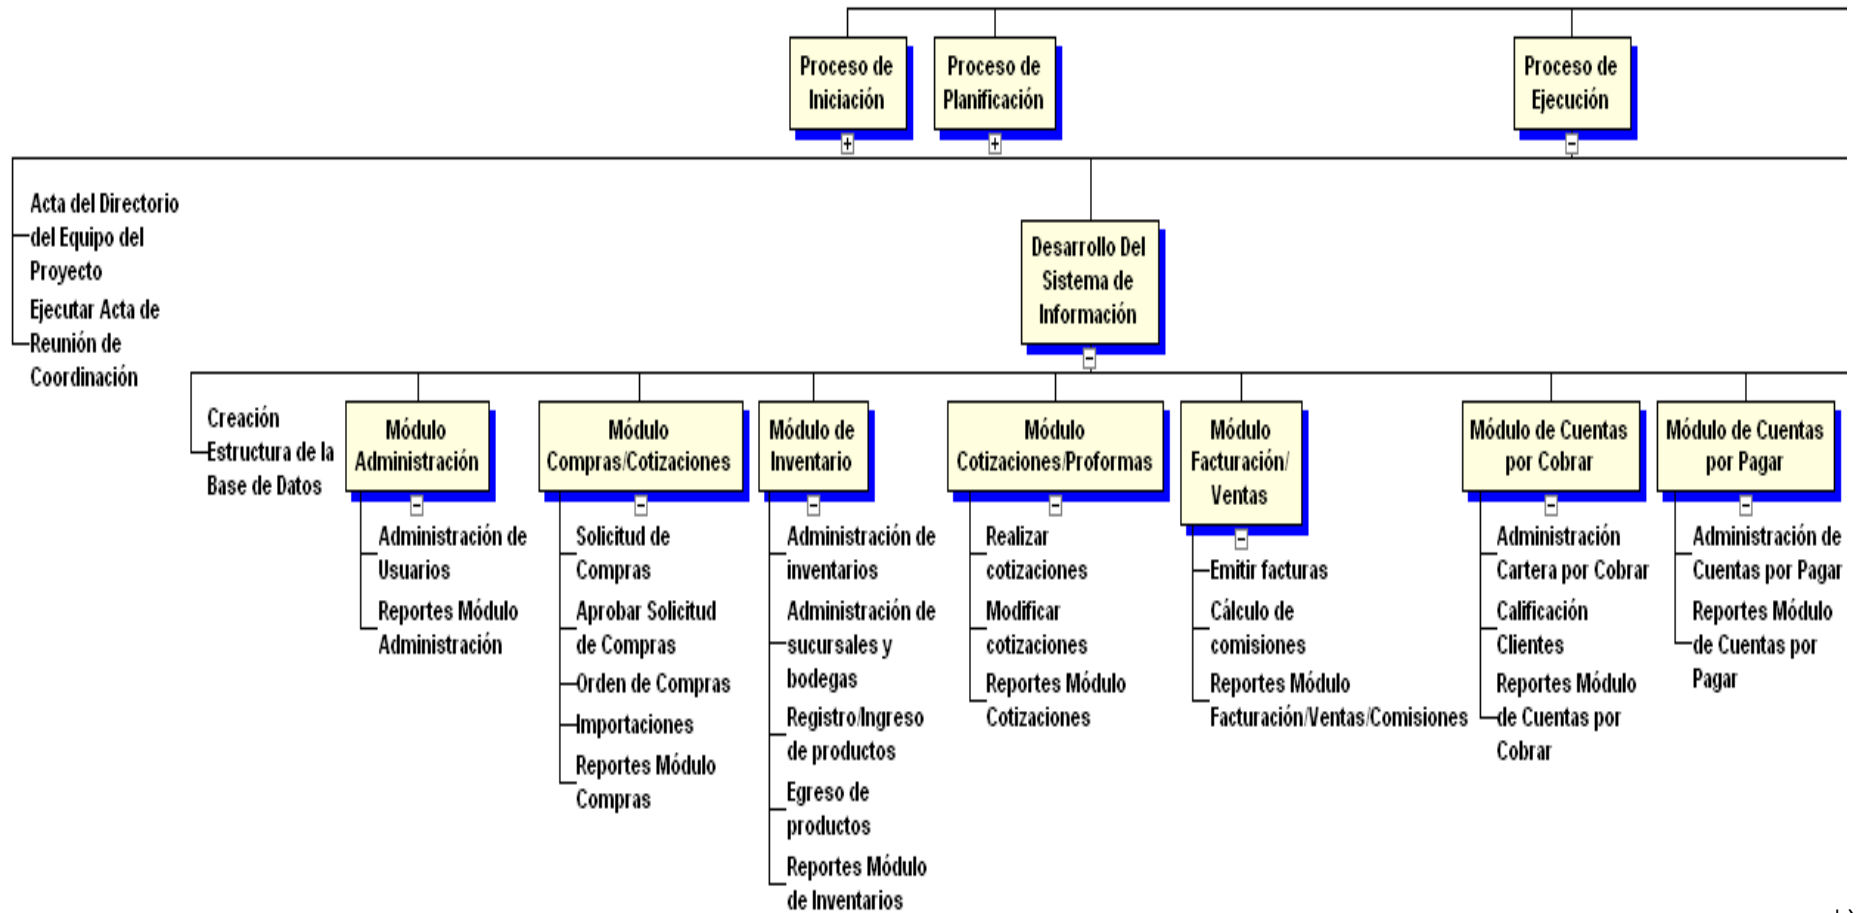 Proceso de
Iniciación
Proceso de
Planificación
Proceso de
Ejecución
Acta del Directorio
del Equipo del
Proyecto
Ejecutar Acta de
Reunión de
Coordinación
Desarrollo Del
Sistema de
Información
Creación
Estructura de la
Base de Datos
Módulo
Administración
Administración de
Usuarios
Reportes Módulo
Administración
Módulo
Compras/Cotizaciones
Solicitud de
Compras
Aprobar Solicitud
de Compras
Orden de Compras
Importaciones
Reportes Módulo
Compras
Módulo de
Inventario
Administración de
inventarios
Administración de
sucursales y
bodegas
Registro/Ingreso
de productos
Egreso de
productos
Reportes Módulo
de Inventarios
Módulo
Cotizaciones/Proformas
Realizar
cotizaciones
Modificar
cotizaciones
Reportes Módulo
Cotizaciones
Módulo
Facturación/
Ventas
Emitir facturas
Cálculo de
comisiones
Reportes Módulo
Facturación/Ventas/Comisiones
Módulo de Cuentas
por Cobrar
Administración
Cartera por Cobrar
Calificación
Clientes
Reportes Módulo
de Cuentas por
Cobrar
Módulo de Cuentas
por Pagar
Administración de
Cuentas por Pagar
Reportes Módulo
de Cuentas por
Pagar